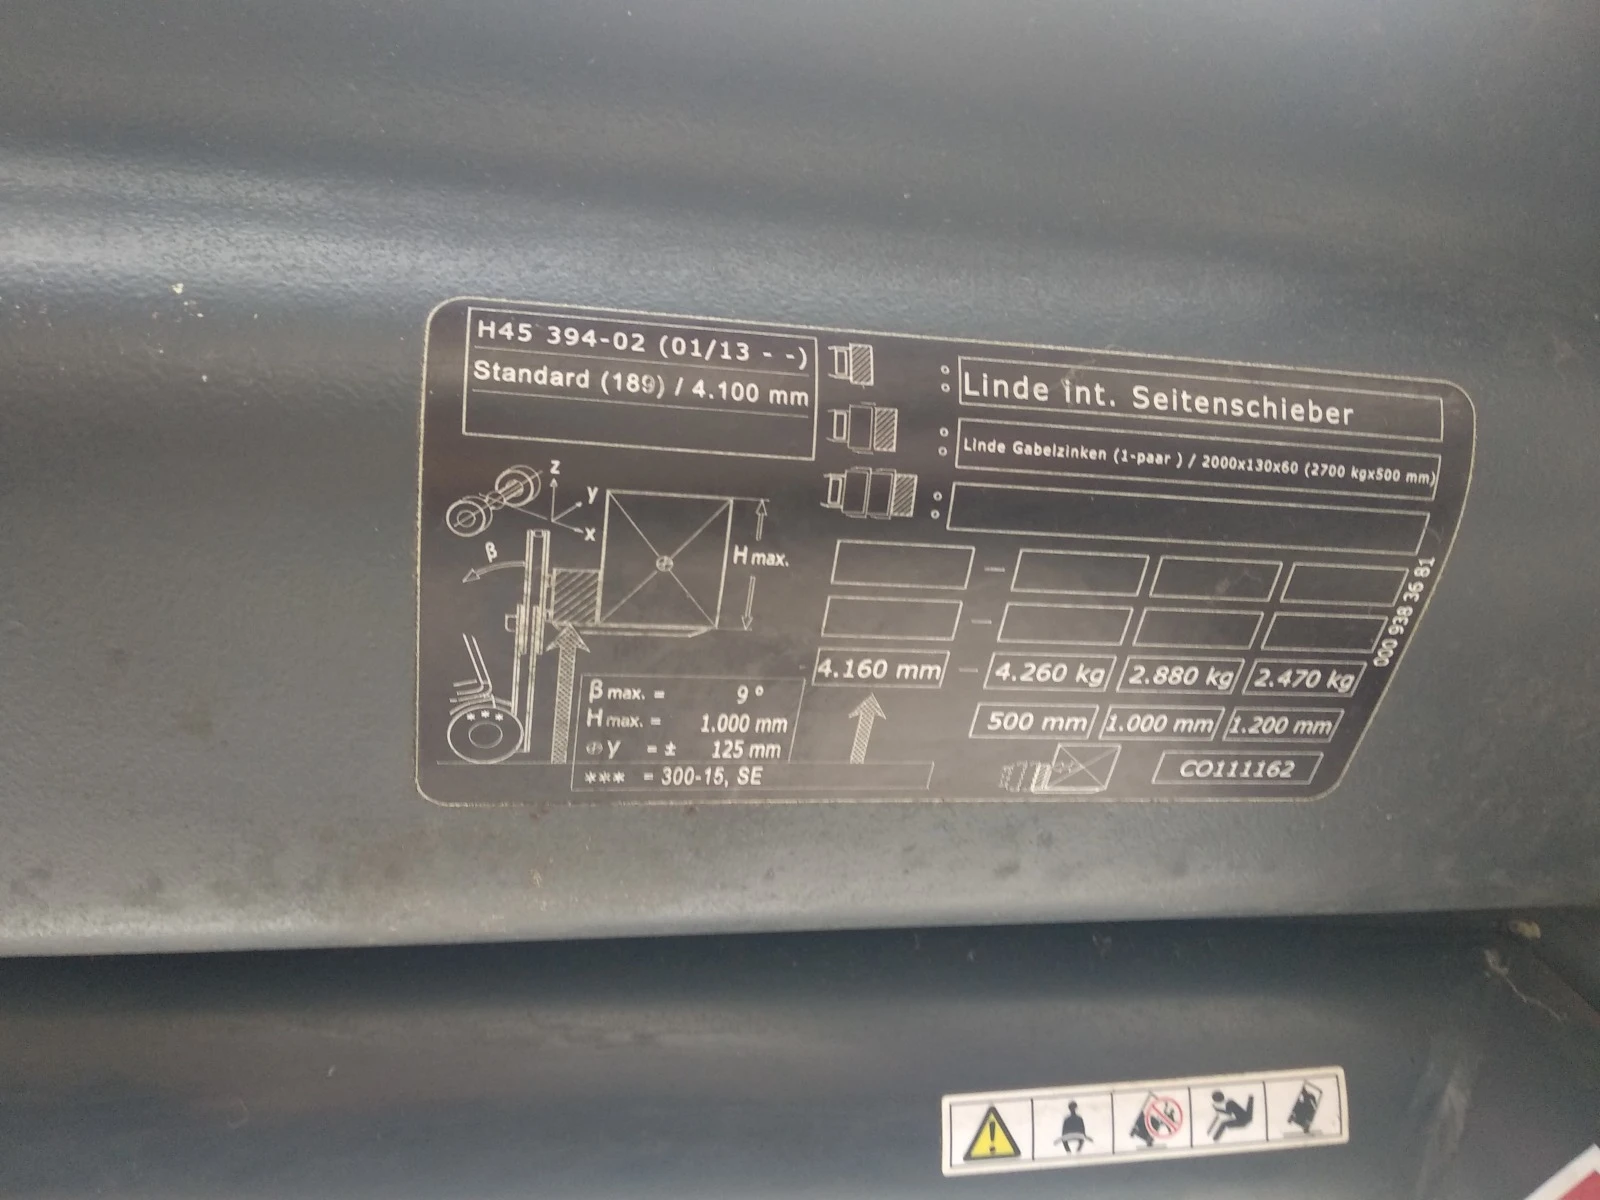 H45 394-02 (01/13 - -)
Standard (189) / 4.100 mm
: Linde int. Seitenschieber
: Linde Gabelzinken (1-paar ) / 2000x130x60 (2700 kgx500 mm)
:
z
y
x
β
H max.
β max. = 9°
H max. = 1.000 mm
y = ± 125 mm
*** = 300-15, SE
***
4.160 mm – 4.260 kg 2.880 kg 2.470 kg
500 mm 1.000 mm 1.200 mm
CO111162
000 938 36 81